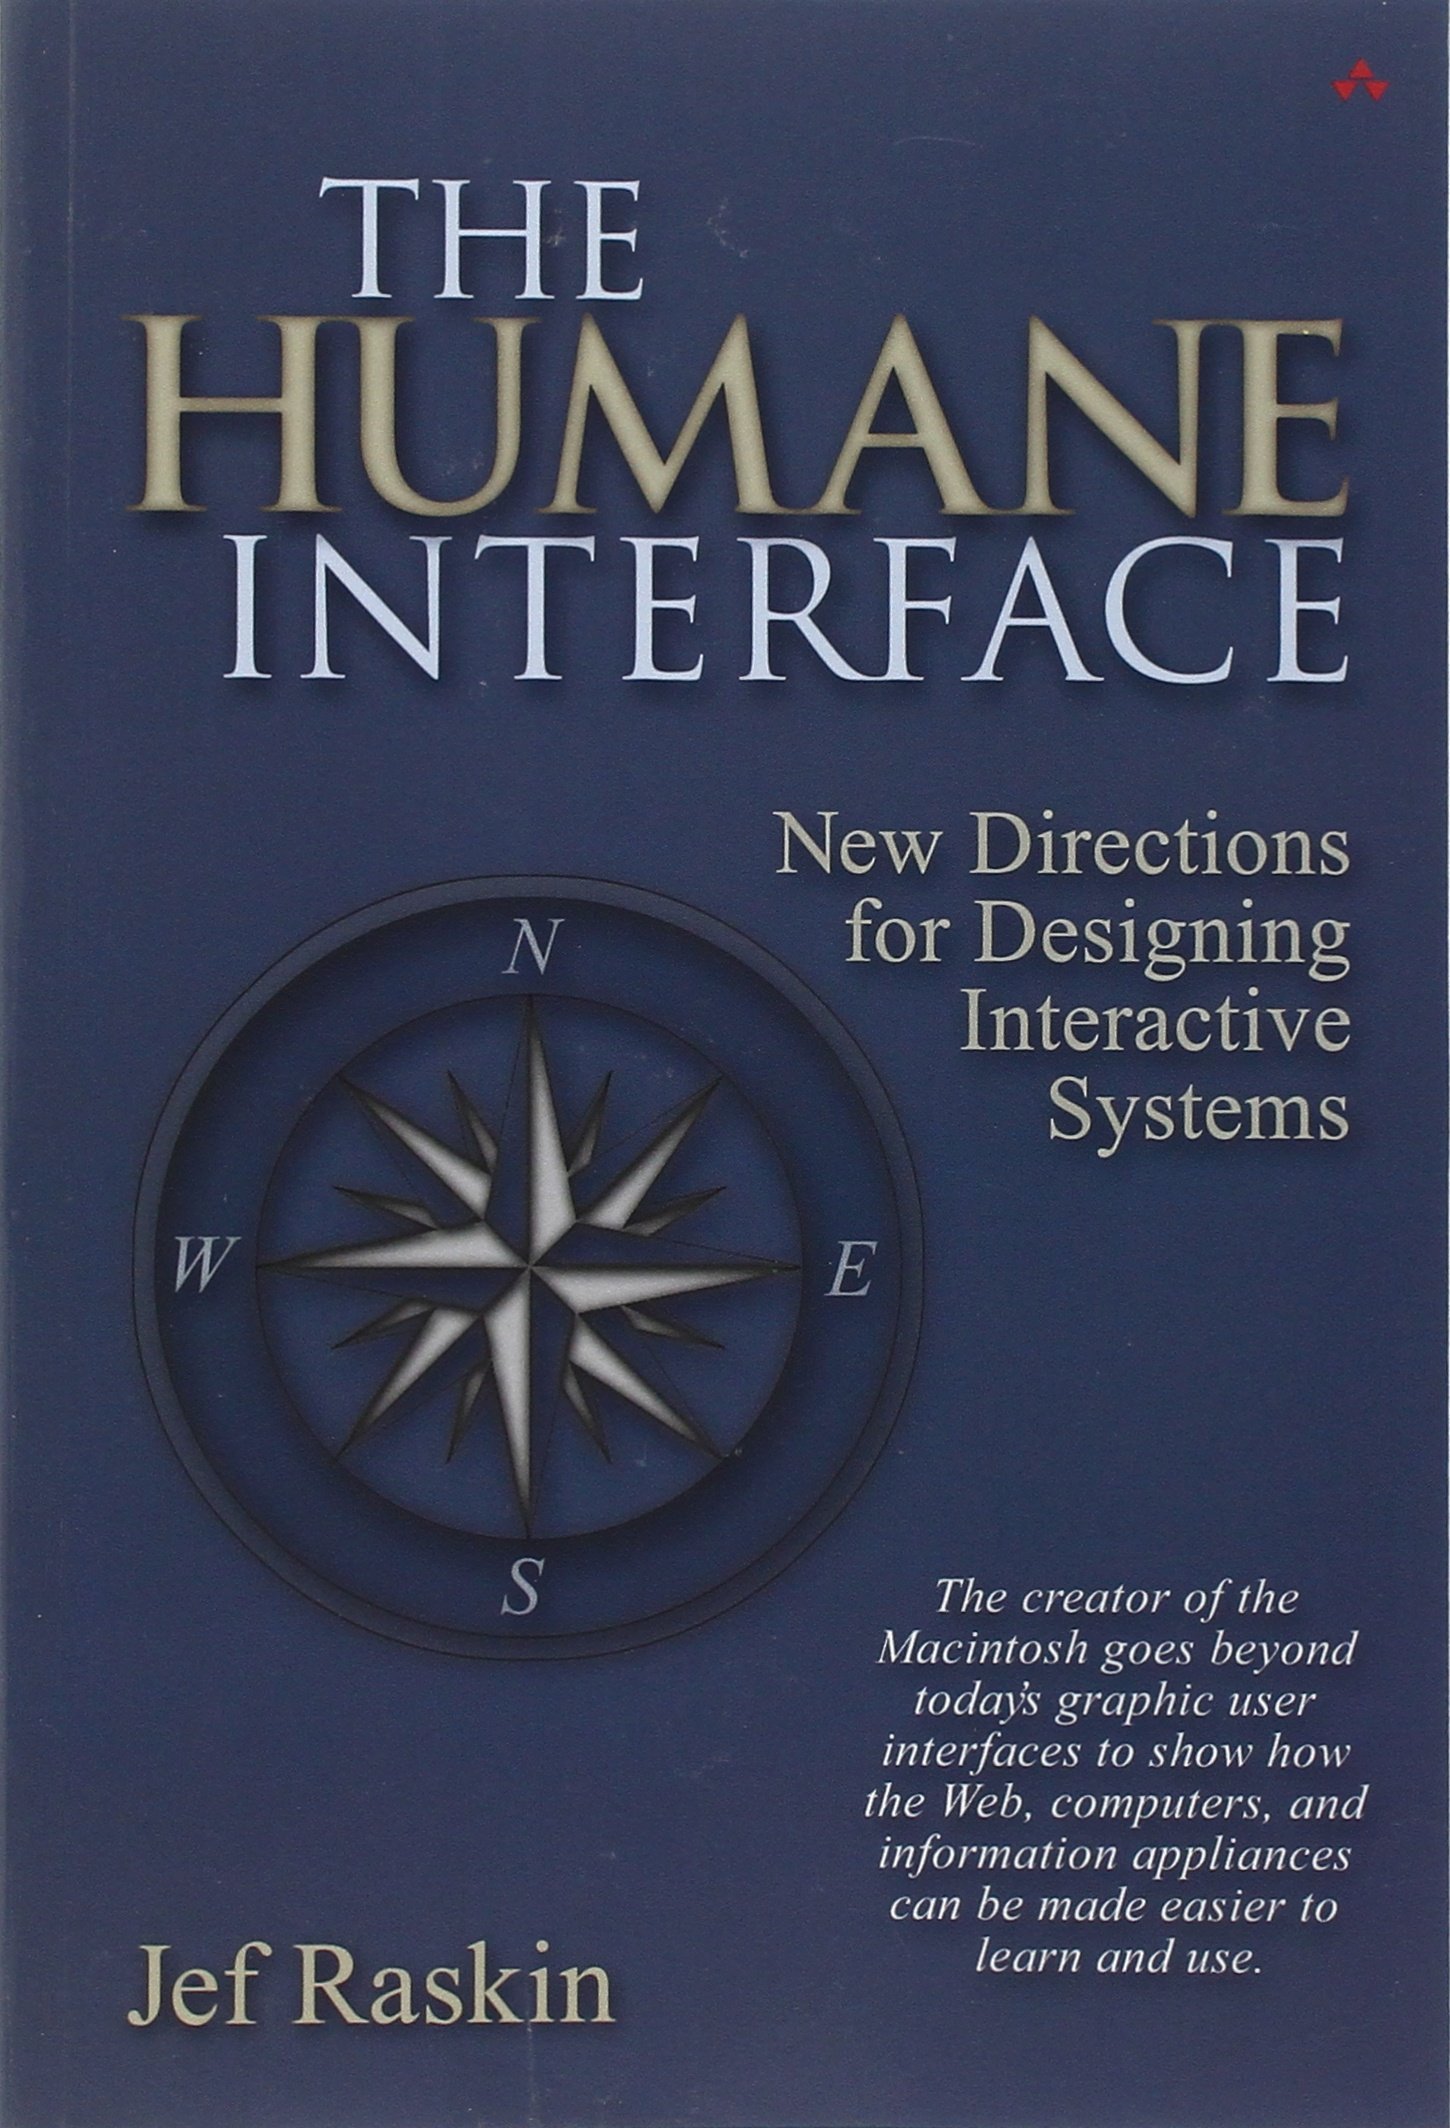 THE
HUMANE
INTERFACE
New Directions
for Designing
Interactive
Systems
N
W
E
S
The creator of the
Macintosh goes beyond
today's graphic user
interfaces to show how
the Web, computers, and
information appliances
can be made easier to
learn and use.
Jef Raskin